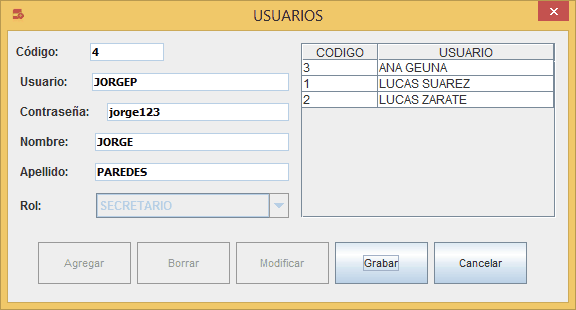 USUARIOS
Código: 4
Usuario: JORGEP
Contraseña: jorge123
Nombre: JORGE
Apellido: PAREDES
Rol: SECRETARIO
CODIGO USUARIO
3 ANA GEUNA
1 LUCAS SUAREZ
2 LUCAS ZARATE
Agregar Borrar Modificar Grabar Cancelar